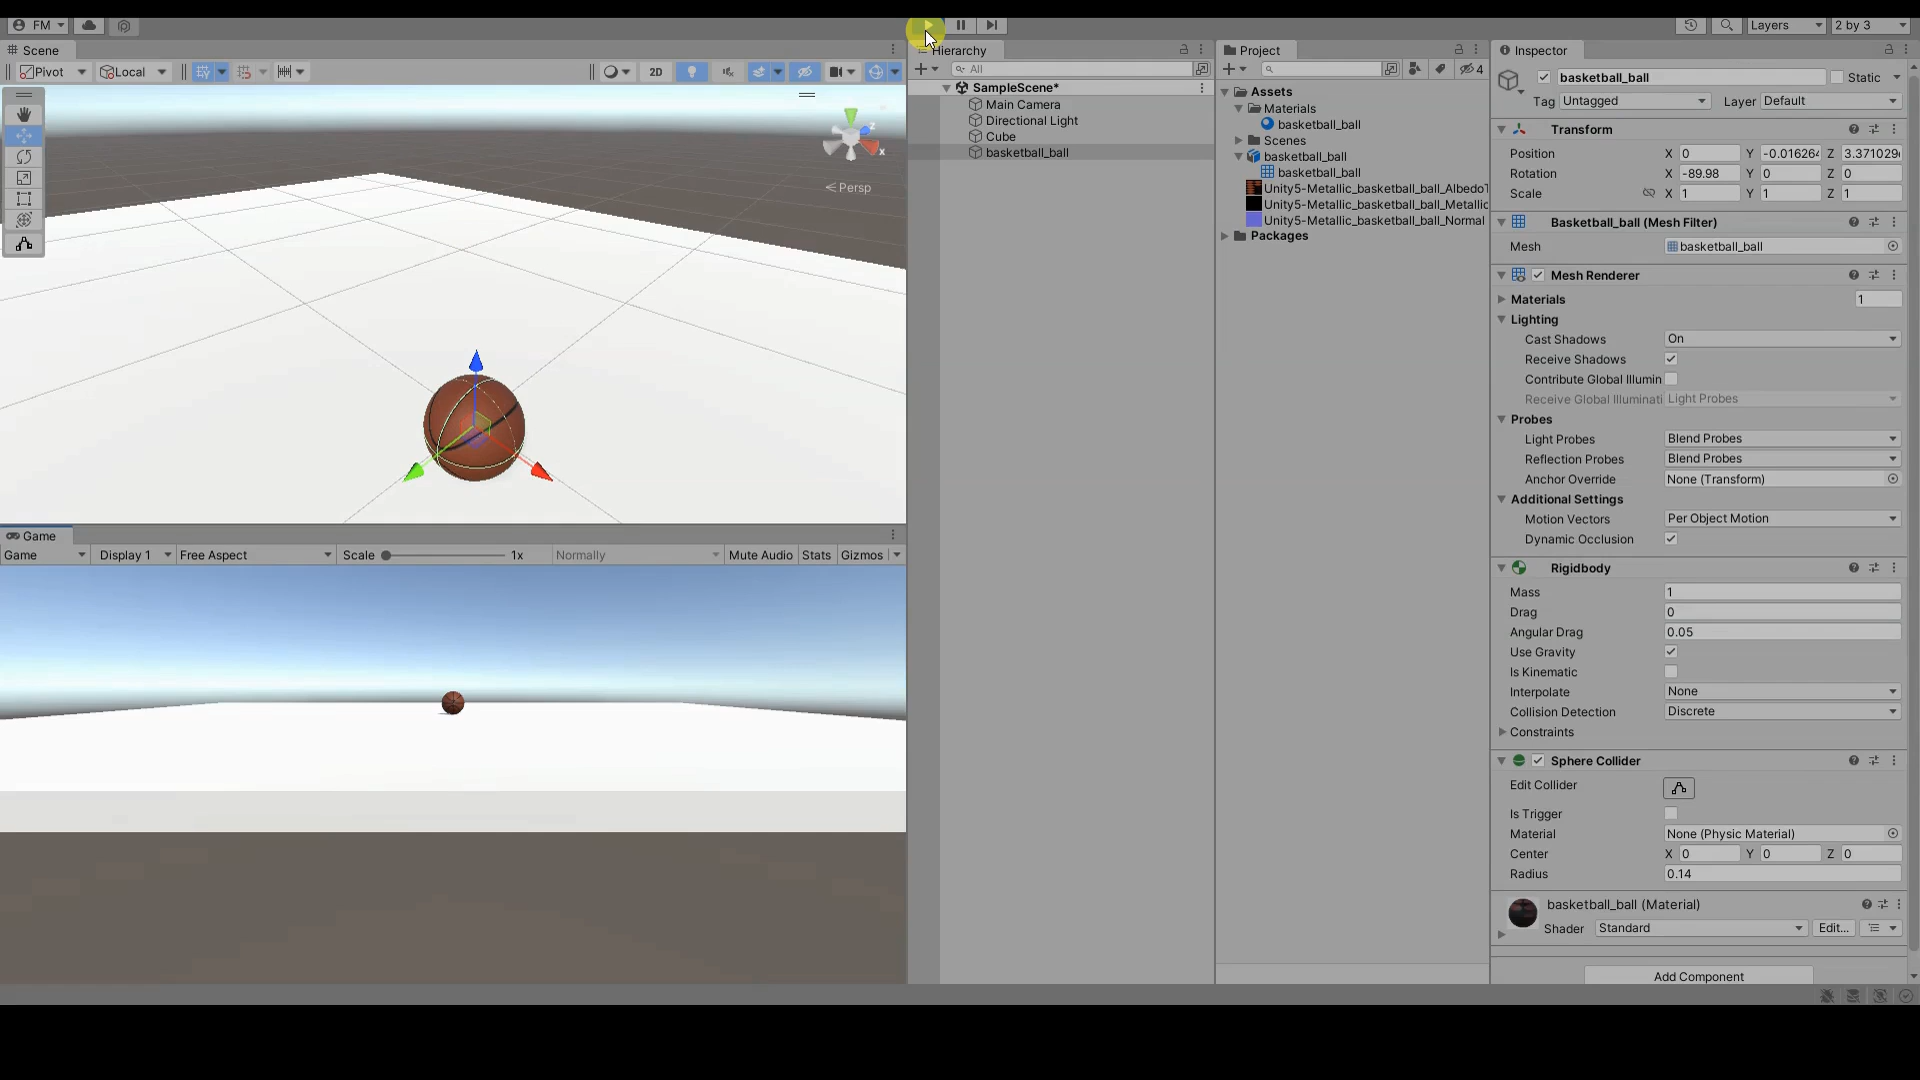 FM
Layers
2 by 3
Scene
Pivot
Local
2D
z
x
Persp
Game
Game
Display 1
Free Aspect
Scale
1x
Normally
Mute Audio
Stats
Gizmos
Hierarchy
All
SampleScene*
Main Camera
Directional Light
Cube
basketball_ball
Project
4
Assets
Materials
basketball_ball
Scenes
basketball_ball
basketball_ball
Unity5-Metallic_basketball_ball_AlbedoT
Unity5-Metallic_basketball_ball_Metallic
Unity5-Metallic_basketball_ball_Normal
Packages
Inspector
basketball_ball
Static
Tag Untagged Layer Default
Transform
Position X 0 Y -0.016264 Z 3.371029
Rotation X -89.98 Y 0 Z 0
Scale X 1 Y 1 Z 1
Basketball_ball (Mesh Filter)
Mesh basketball_ball
Mesh Renderer
Materials 1
Lighting
Cast Shadows On
Receive Shadows
Contribute Global Illumin
Receive Global Illuminati Light Probes
Probes
Light Probes Blend Probes
Reflection Probes Blend Probes
Anchor Override None (Transform)
Additional Settings
Motion Vectors Per Object Motion
Dynamic Occlusion
Rigidbody
Mass 1
Drag 0
Angular Drag 0.05
Use Gravity
Is Kinematic
Interpolate None
Collision Detection Discrete
Constraints
Sphere Collider
Edit Collider
Is Trigger
Material None (Physic Material)
Center X 0 Y 0 Z 0
Radius 0.14
basketball_ball (Material)
Shader Standard Edit...
Add Component